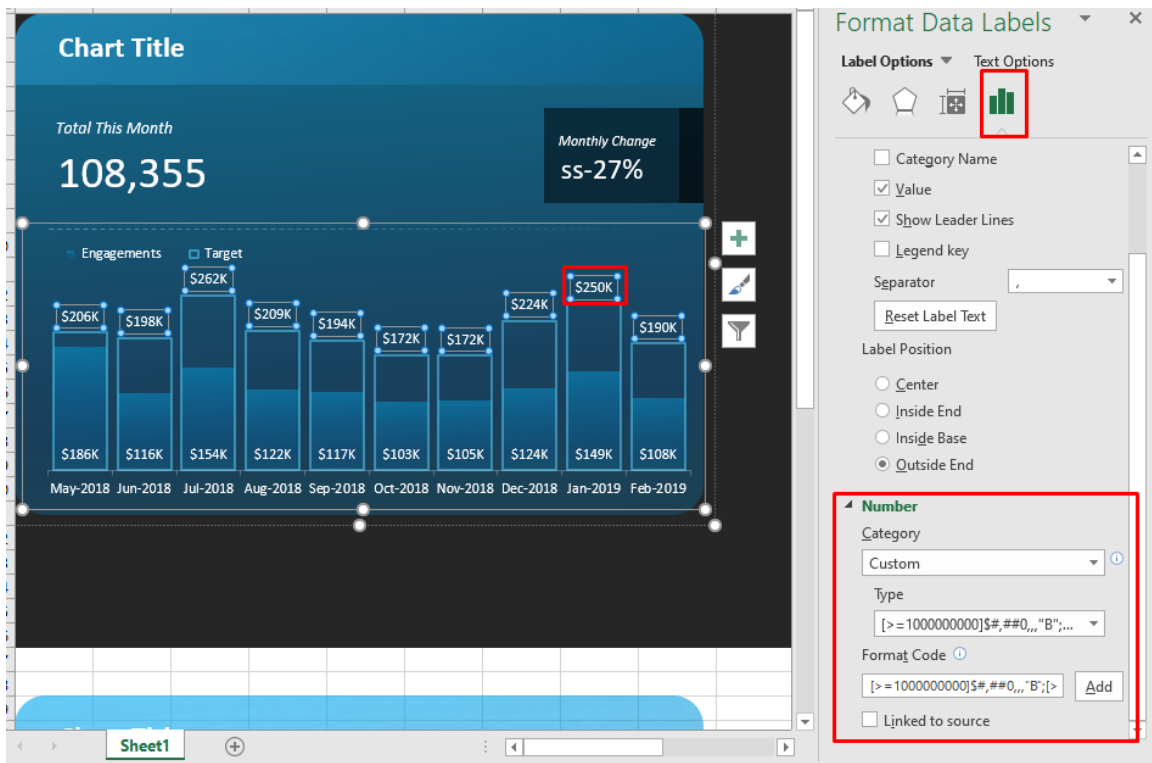 Chart Title
Total This Month
108,355
Monthly Change
ss-27%
Engagements Target
$206K $198K $262K $209K $194K $172K $172K $224K $250K $190K
$186K $116K $154K $122K $117K $103K $105K $124K $149K $108K
May-2018 Jun-2018 Jul-2018 Aug-2018 Sep-2018 Oct-2018 Nov-2018 Dec-2018 Jan-2019 Feb-2019
Sheet1
Format Data Labels
Label Options Text Options
Category Name
Value
Show Leader Lines
Legend key
Separator ,
Reset Label Text
Label Position
Center
Inside End
Inside Base
Outside End
Number
Category
Custom
Type
[>=1000000000]$#,##0,,,"B";...
Format Code
[>=1000000000]$#,##0,,,"B";[>
Add
Linked to source